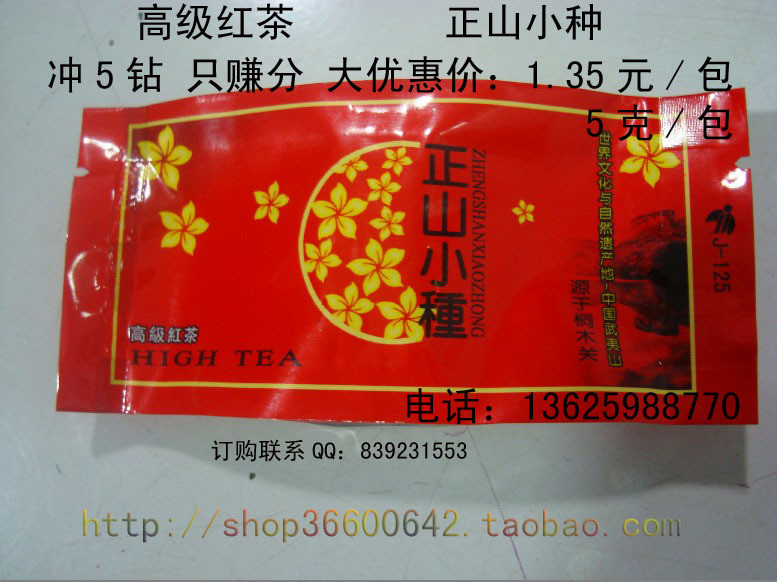 高级红茶 正山小种
冲5钻 只赚分 大优惠价：1.35元/包
5克/包
正山小種
ZHENGSHANXIAOZHONG
世界文化与自然遗产地-中国武夷山
源于桐木关
J-125
高級紅茶
HIGH TEA
电话：13625988770
订购联系QQ：839231553
http://shop36600642.taobao.com